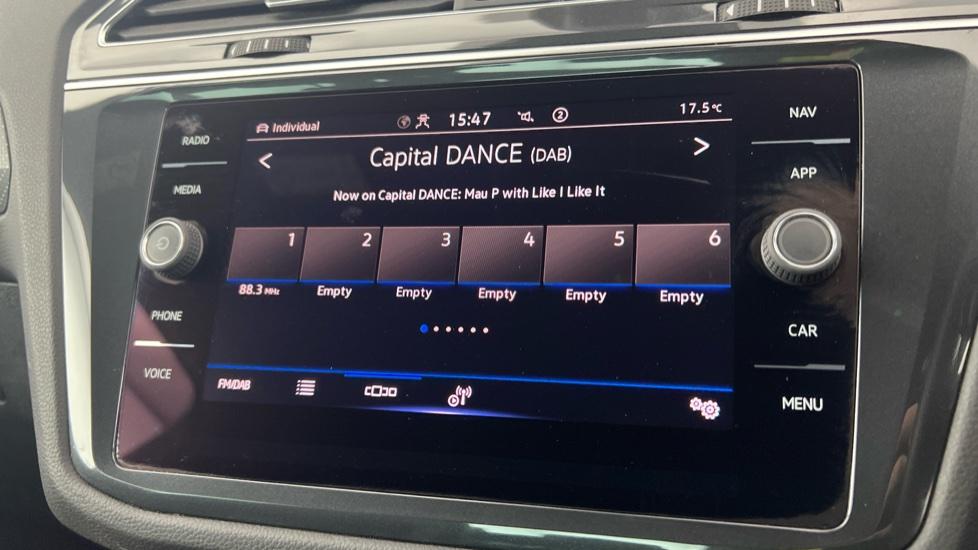 Individual 15:47 2 17.5°C
RADIO
MEDIA
PHONE
VOICE
< Capital DANCE (DAB) >
Now on Capital DANCE: Mau P with Like I Like It
1 2 3 4 5 6
88.3 MHz Empty Empty Empty Empty Empty
FM/DAB
NAV
APP
CAR
MENU